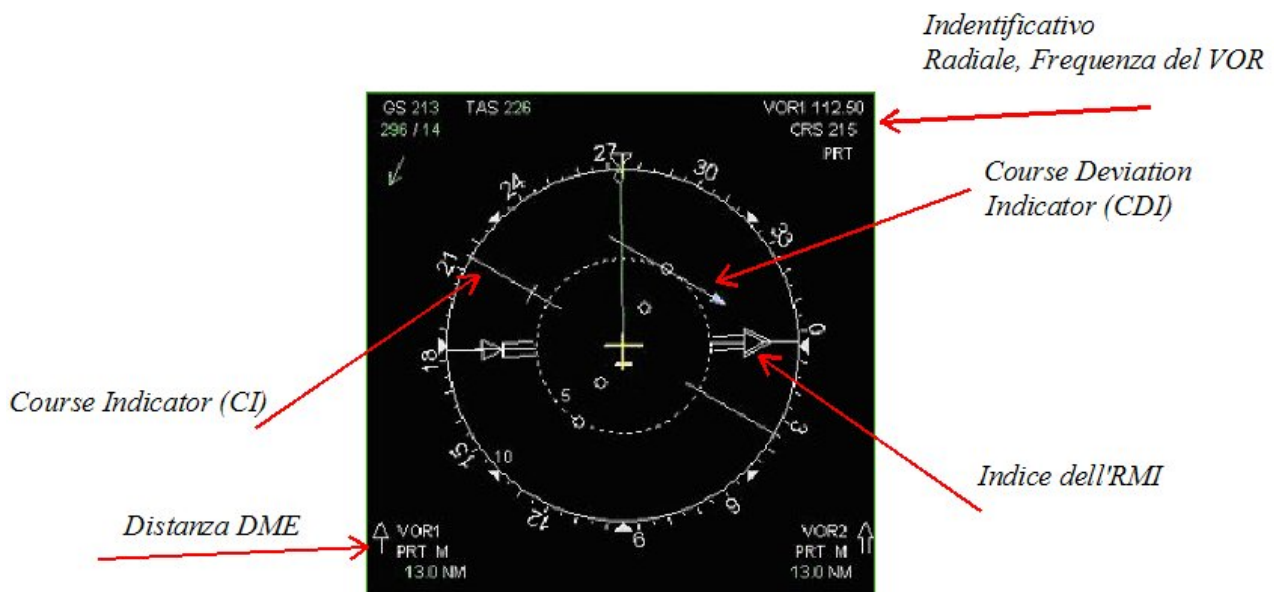 Indentificativo
Radiale, Frequenza del VOR
GS 213 TAS 226
VOR1 112.50
296 / 14
CRS 215
PRT
27
30
24
33
21
0
18
3
15
6
12
9
5
10
Course Deviation
Indicator (CDI)
Course Indicator (CI)
Indice dell'RMI
Distanza DME
VOR1
PRT M
13.0 NM
VOR2
PRT M
13.0 NM